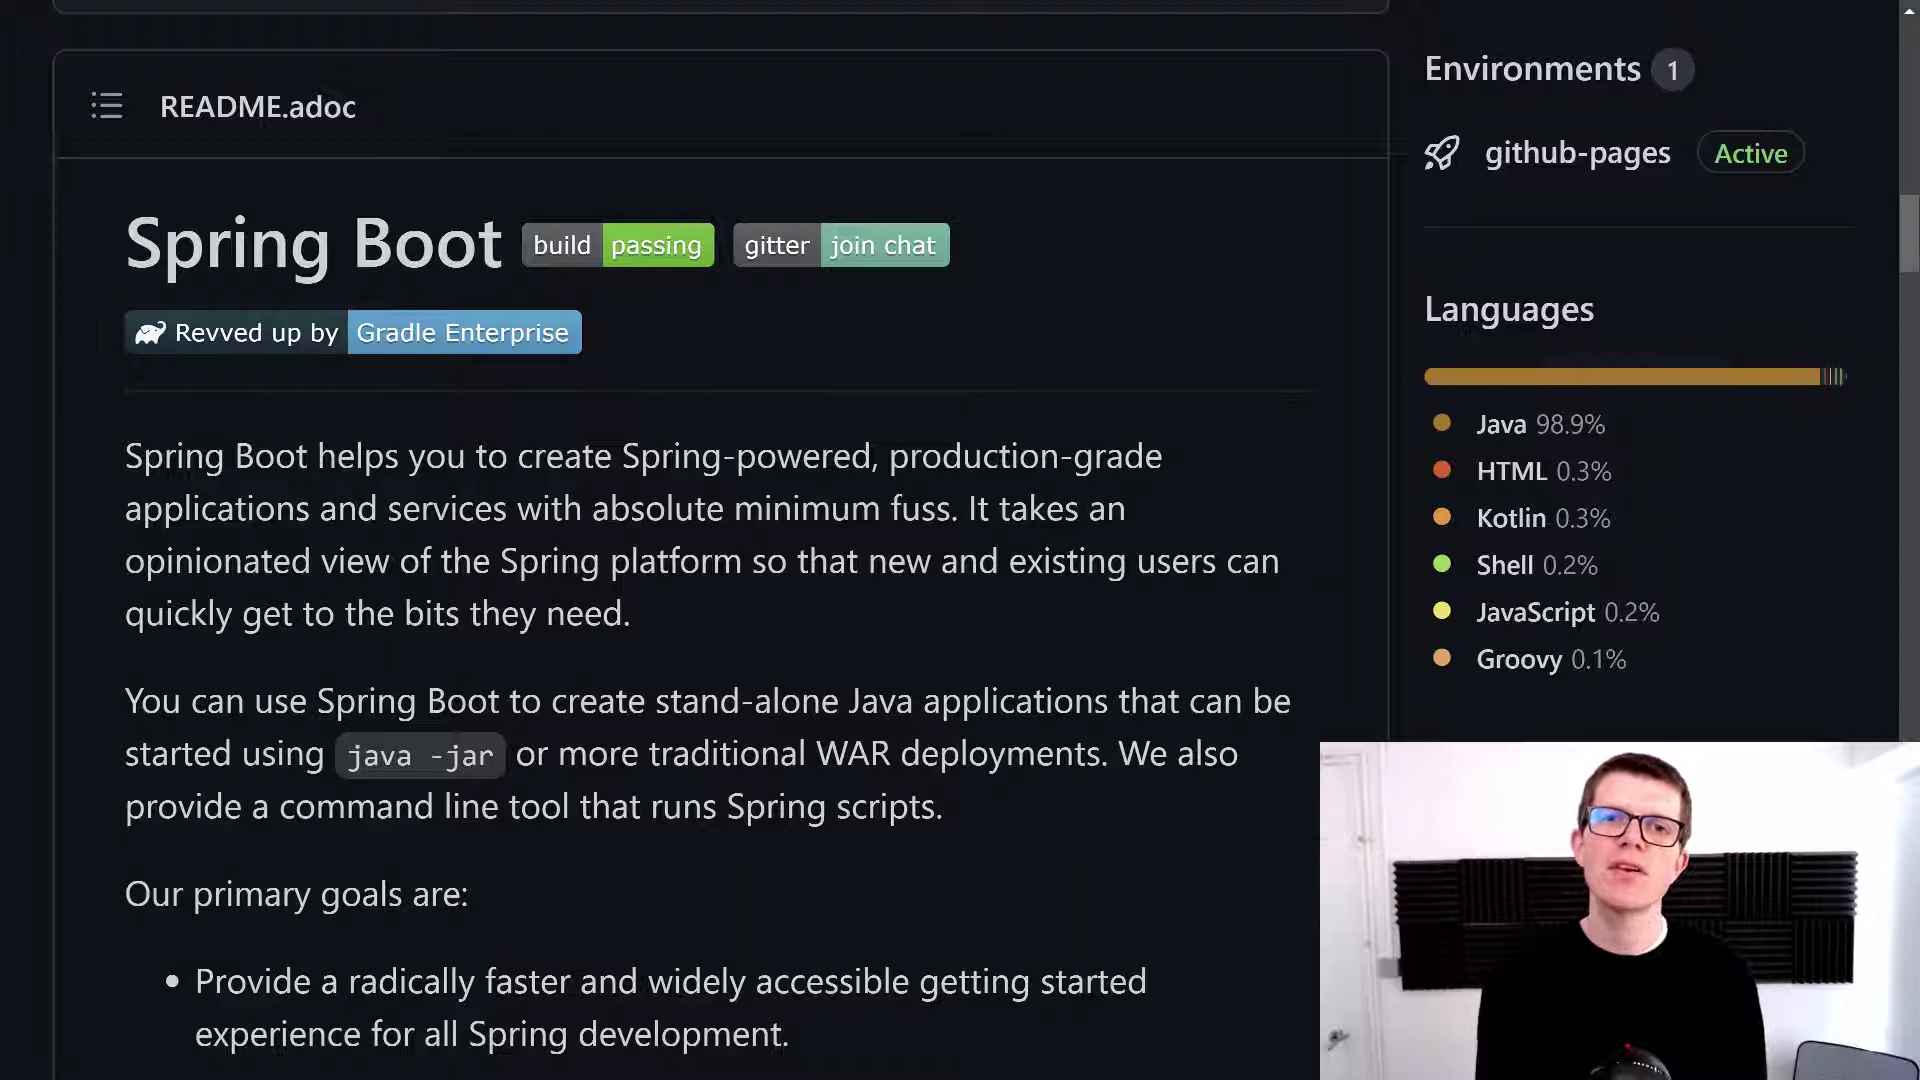 README.adoc
Spring Boot build passing gitter join chat
Revved up by Gradle Enterprise
Spring Boot helps you to create Spring-powered, production-grade
applications and services with absolute minimum fuss. It takes an
opinionated view of the Spring platform so that new and existing users can
quickly get to the bits they need.
You can use Spring Boot to create stand-alone Java applications that can be
started using java -jar or more traditional WAR deployments. We also
provide a command line tool that runs Spring scripts.
Our primary goals are:
• Provide a radically faster and widely accessible getting started
experience for all Spring development.
Environments 1
github-pages Active
Languages
Java 98.9%
HTML 0.3%
Kotlin 0.3%
Shell 0.2%
JavaScript 0.2%
Groovy 0.1%